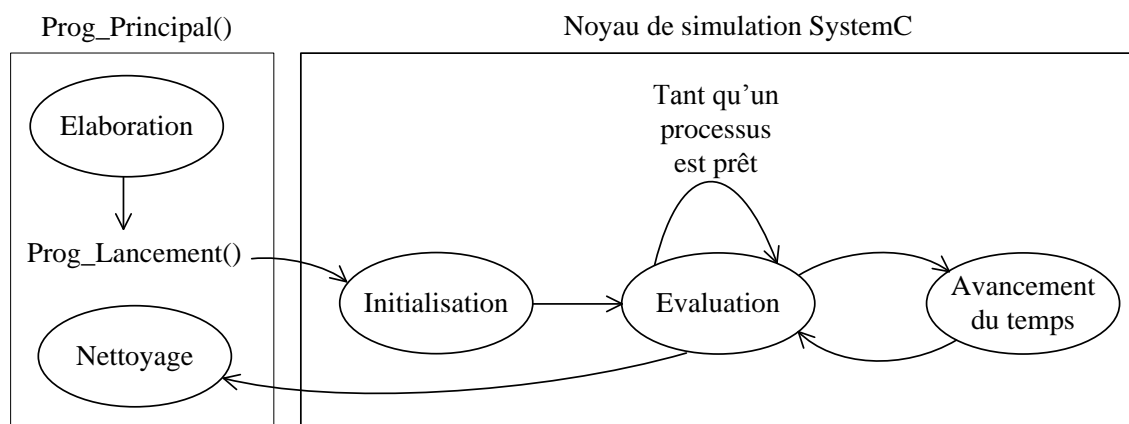 Prog_Principal()
Noyau de simulation SystemC
Elaboration
Tant qu’un
processus
est prêt
Prog_Lancement()
Initialisation
Evaluation
Avancement
du temps
Nettoyage